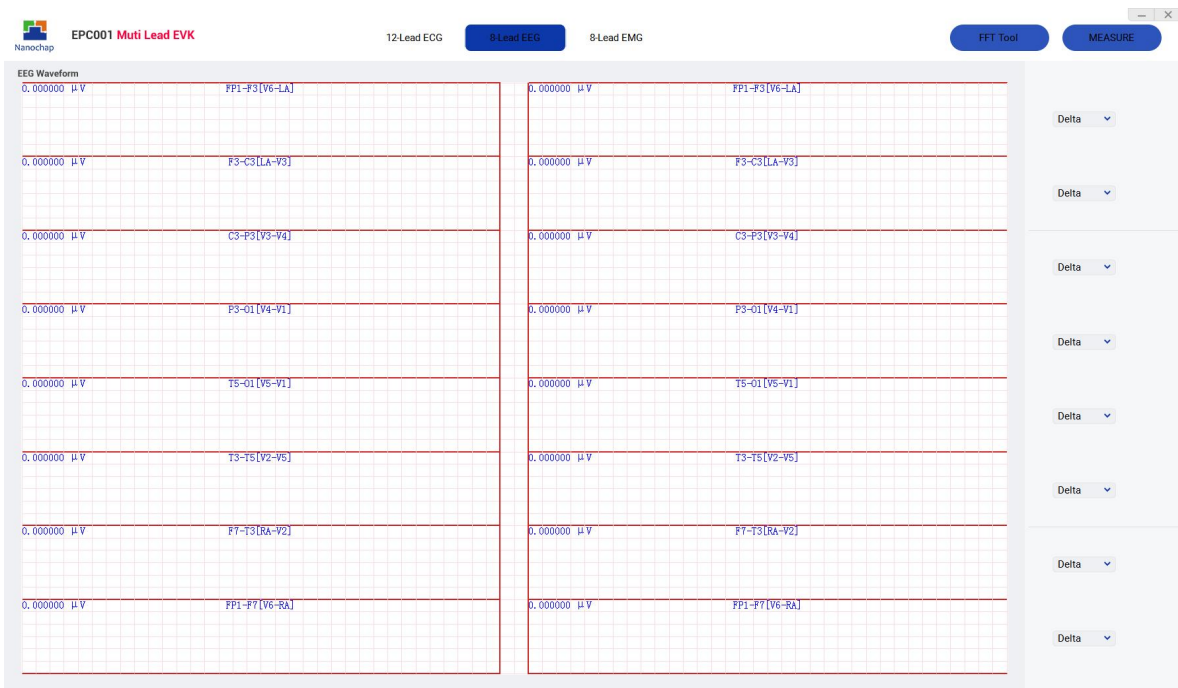 Nanochap
EPC001 Muti Lead EVK
12-Lead ECG
8-Lead EEG
8-Lead EMG
FFT Tool
MEASURE
EEG Waveform
0.000000 μV FP1-F3[V6-LA] 0.000000 μV FP1-F3[V6-LA]
Delta
0.000000 μV F3-C3[LA-V3] 0.000000 μV F3-C3[LA-V3]
Delta
0.000000 μV C3-P3[V3-V4] 0.000000 μV C3-P3[V3-V4]
Delta
0.000000 μV P3-O1[V4-V1] 0.000000 μV P3-O1[V4-V1]
Delta
0.000000 μV T5-O1[V5-V1] 0.000000 μV T5-O1[V5-V1]
Delta
0.000000 μV T3-T5[V2-V5] 0.000000 μV T3-T5[V2-V5]
Delta
0.000000 μV F7-T3[RA-V2] 0.000000 μV F7-T3[RA-V2]
Delta
0.000000 μV FP1-F7[V6-RA] 0.000000 μV FP1-F7[V6-RA]
Delta